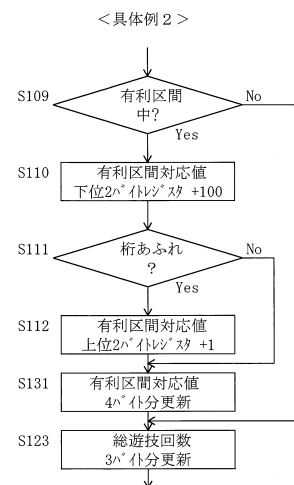 ＜具体例２＞
S109
有利区間
中?
No
Yes
S110
有利区間対応値
下位2ﾊﾞｲﾄﾚｼﾞｽﾀ +100
S111
桁あふれ
?
No
Yes
S112
有利区間対応値
上位2ﾊﾞｲﾄﾚｼﾞｽﾀ +1
S131
有利区間対応値
4ﾊﾞｲﾄ分更新
S123
総遊技回数
3ﾊﾞｲﾄ分更新